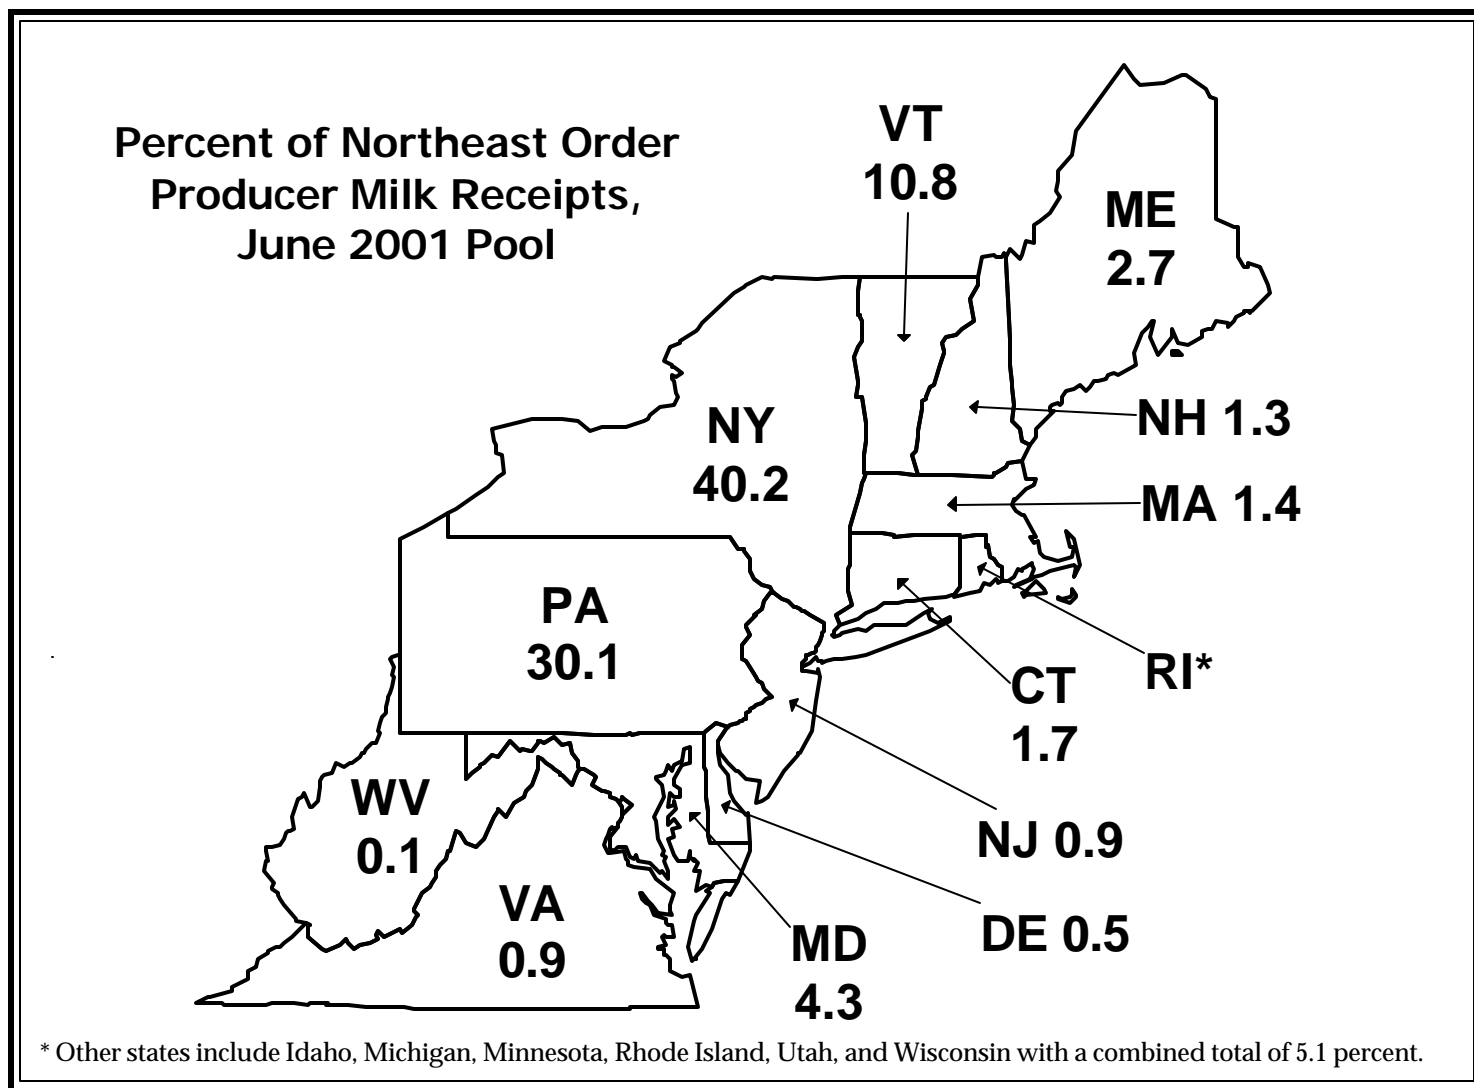 Percent of Northeast Order
Producer Milk Receipts,
June 2001 Pool
VT
10.8
ME
2.7
NH 1.3
NY
40.2
MA 1.4
PA
30.1
RI*
CT
1.7
WV
0.1
NJ 0.9
VA
0.9
DE 0.5
MD
4.3
* Other states include Idaho, Michigan, Minnesota, Rhode Island, Utah, and Wisconsin with a combined total of 5.1 percent.